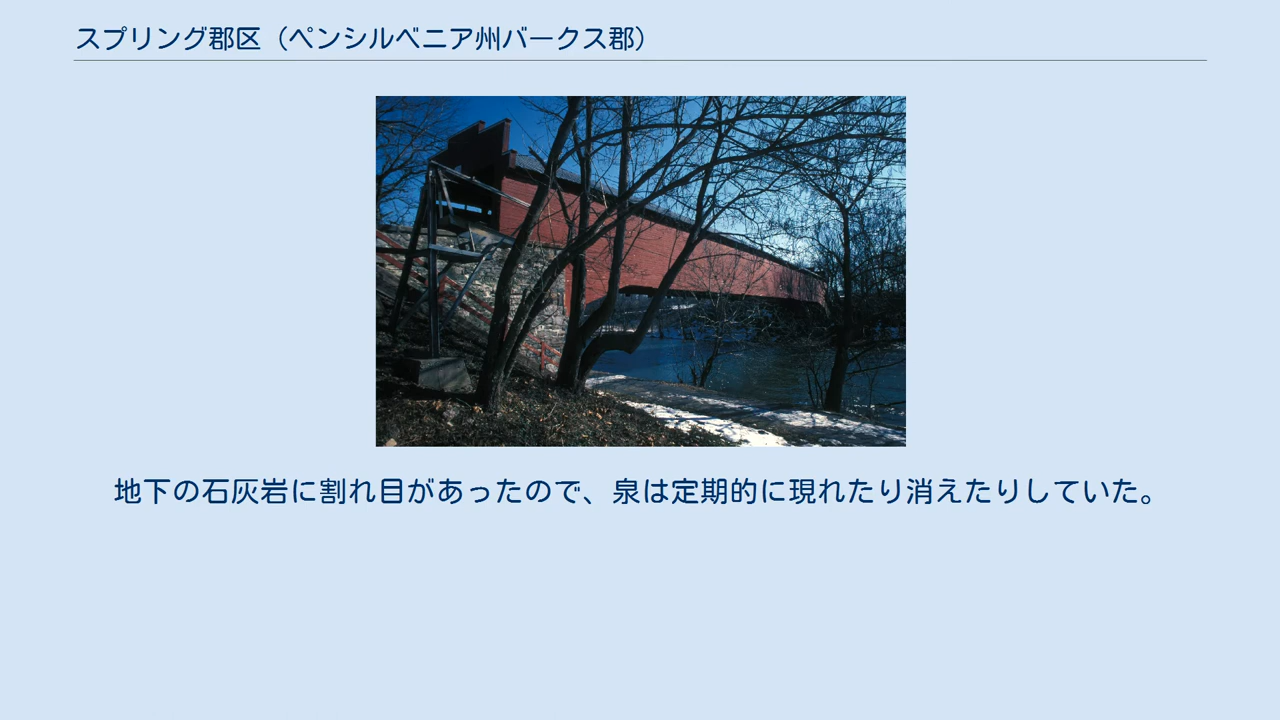 スプリング郡区（ペンシルベニア州バークス郡）
地下の石灰岩に割れ目があったので、泉は定期的に現れたり消えたりしていた。